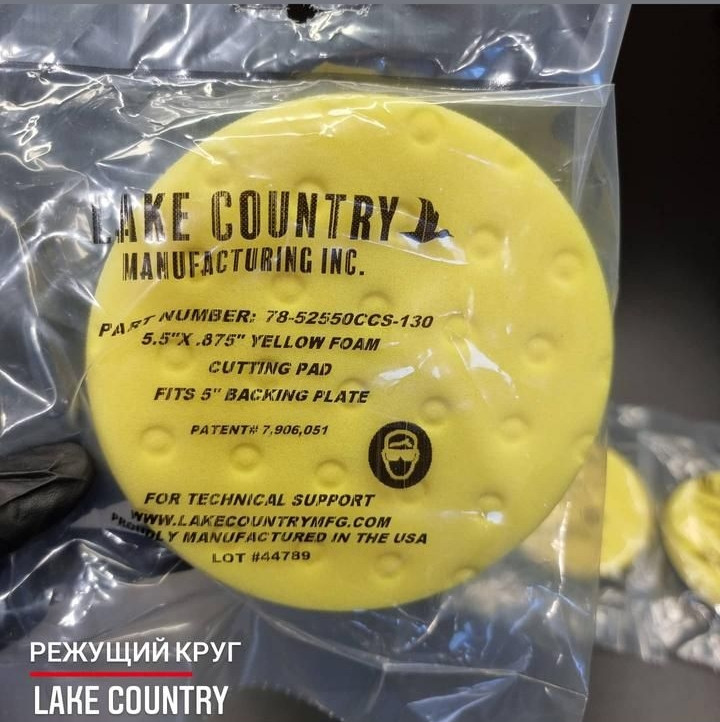 LAKE COUNTRY
MANUFACTURING INC.
PART NUMBER: 78-52550CCS-130
5.5"X .875" YELLOW FOAM
CUTTING PAD
FITS 5" BACKING PLATE
PATENT# 7,906,051
FOR TECHNICAL SUPPORT
WWW.LAKECOUNTRYMFG.COM
PROUDLY MANUFACTURED IN THE USA
LOT #44789
РЕЖУЩИЙ КРУГ
LAKE COUNTRY